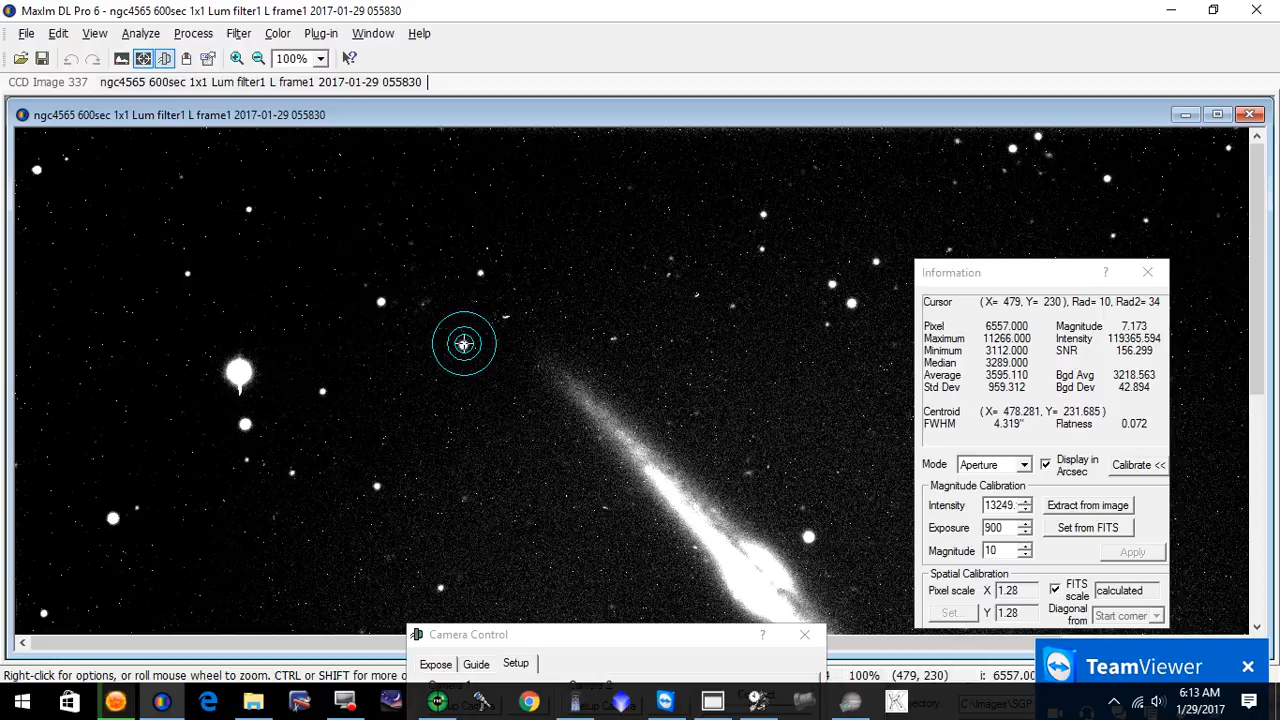 MaxIm DL Pro 6 - ngc4565 600sec 1x1 Lum filter1 L frame1 2017-01-29 055830
File Edit View Analyze Process Filter Color Plug-in Window Help
100%
CCD Image 337 ngc4565 600sec 1x1 Lum filter1 L frame1 2017-01-29 055830
ngc4565 600sec 1x1 Lum filter1 L frame1 2017-01-29 055830
Information ?
Cursor ( X= 479, Y= 230 ), Rad= 10, Rad2= 34
Pixel 6557.000 Magnitude 7.173
Maximum 11266.000 Intensity 119365.594
Minimum 3112.000 SNR 156.299
Median 3289.000
Average 3595.110 Bgd Avg 3218.563
Std Dev 959.312 Bgd Dev 42.894
Centroid ( X= 478.281, Y= 231.685 )
FWHM 4.319" Flatness 0.072
Mode Aperture Display in Arcsec Calibrate <<
Magnitude Calibration
Intensity 13249. Extract from image
Exposure 900 Set from FITS
Magnitude 10 Apply
Spatial Calibration
Pixel scale X 1.28 FITS scale calculated
Set... Y 1.28 Diagonal from Start corner
Camera Control ?
Expose Guide Setup
Right-click for options, or roll mouse wheel to zoom. CTRL or SHIFT for more o 100% (479, 230) i: 6557.00
TeamViewer
6:13 AM
1/29/2017
C:\Images\SGP